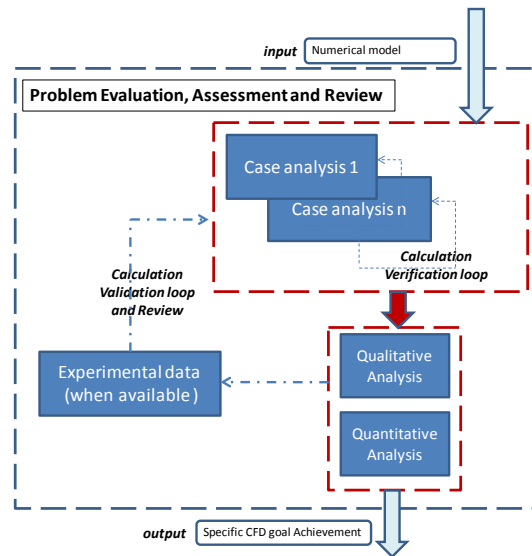 input Numerical model
Problem Evaluation, Assessment and Review
Case analysis 1
Case analysis n
Calculation
Verification loop
Calculation
Validation loop
and Review
Qualitative
Analysis
Experimental data
(when available )
Quantitative
Analysis
output Specific CFD goal Achievement